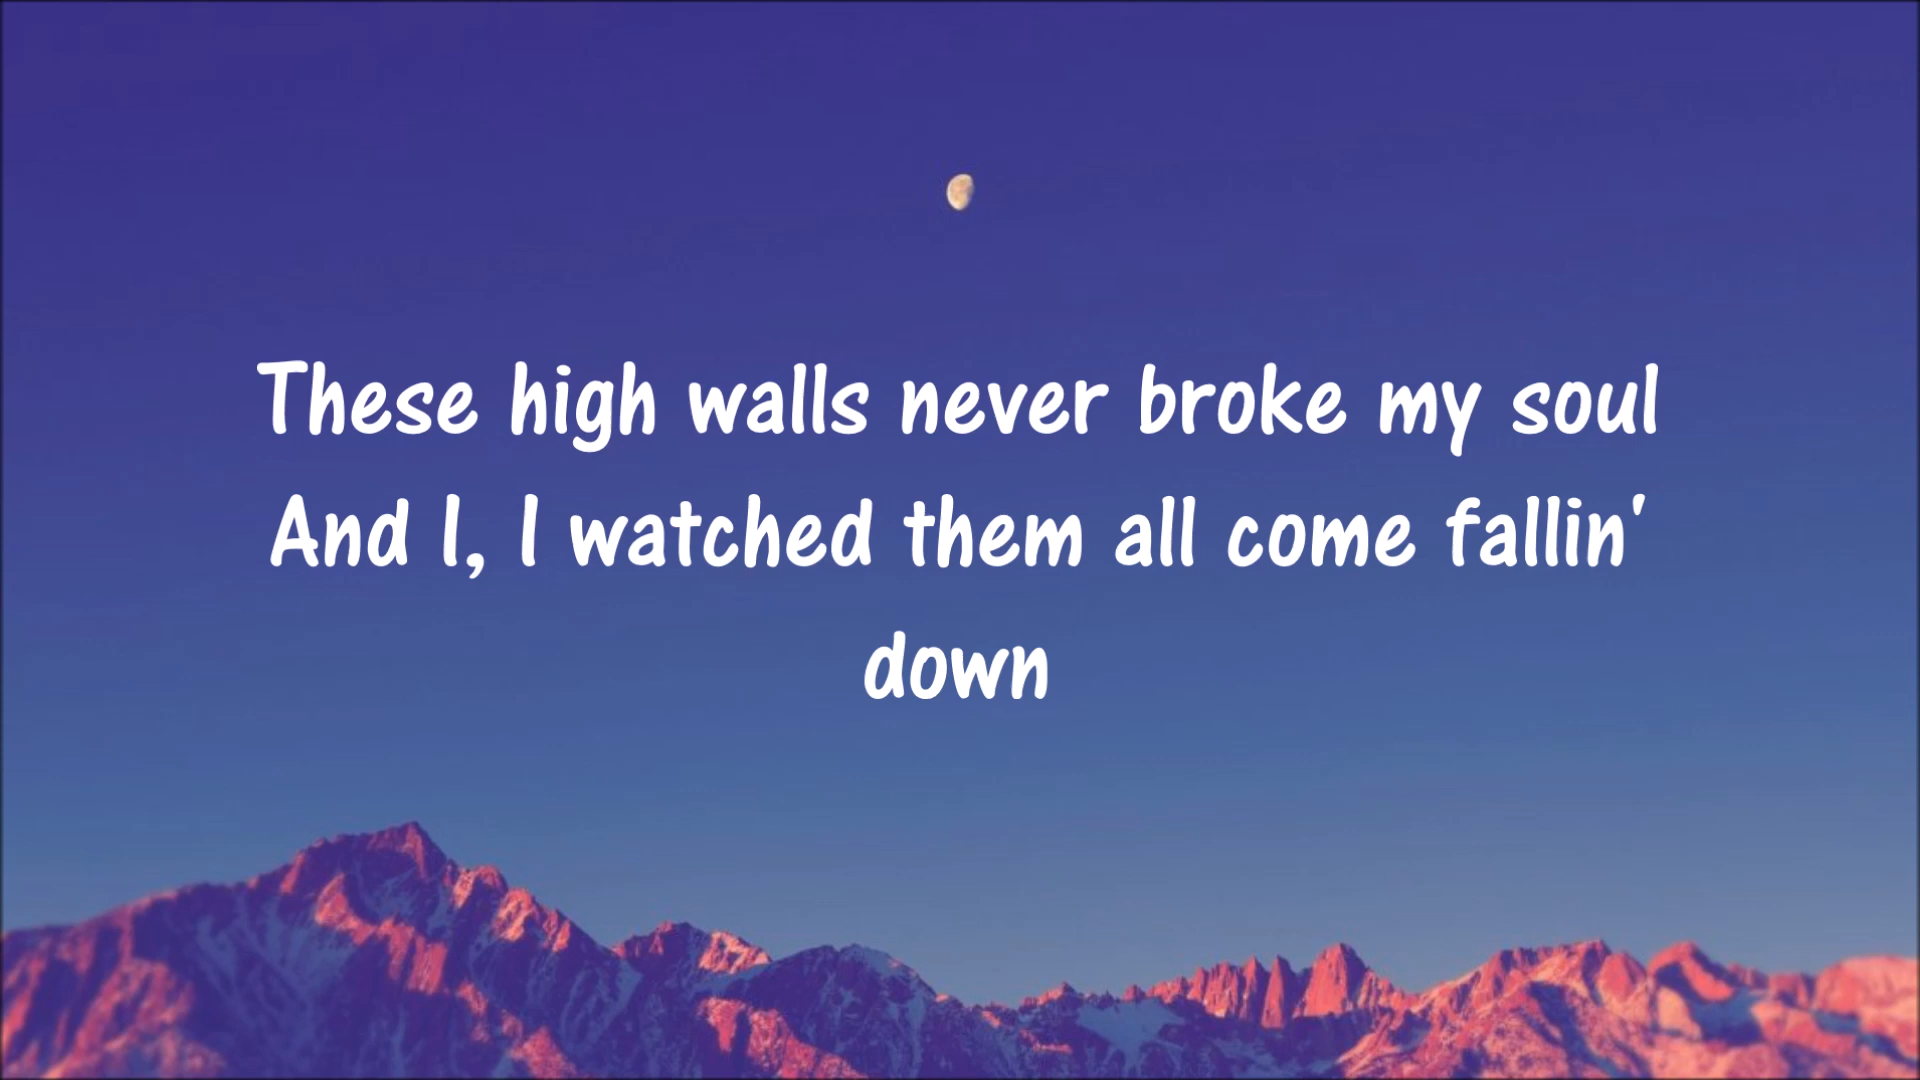 These high walls never broke my soul
And I, I watched them all come fallin'
down